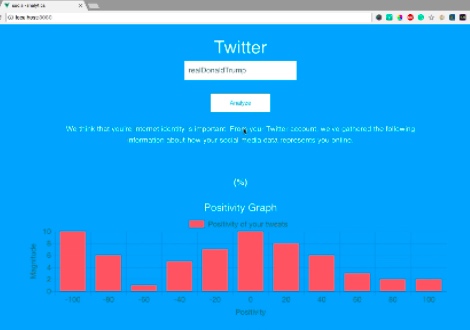 Twitter
realDonaldTrump
Analyze
We think that you're internet identity is important. From your Twitter account, we've gathered the following
information about how your social media data represents you online.
(%)
Positivity Graph
Positivity of your tweets
10
8
6
4
2
0
Magnitude
-100 -80 -60 -40 -20 0 20 40 60 80 100
Positivity